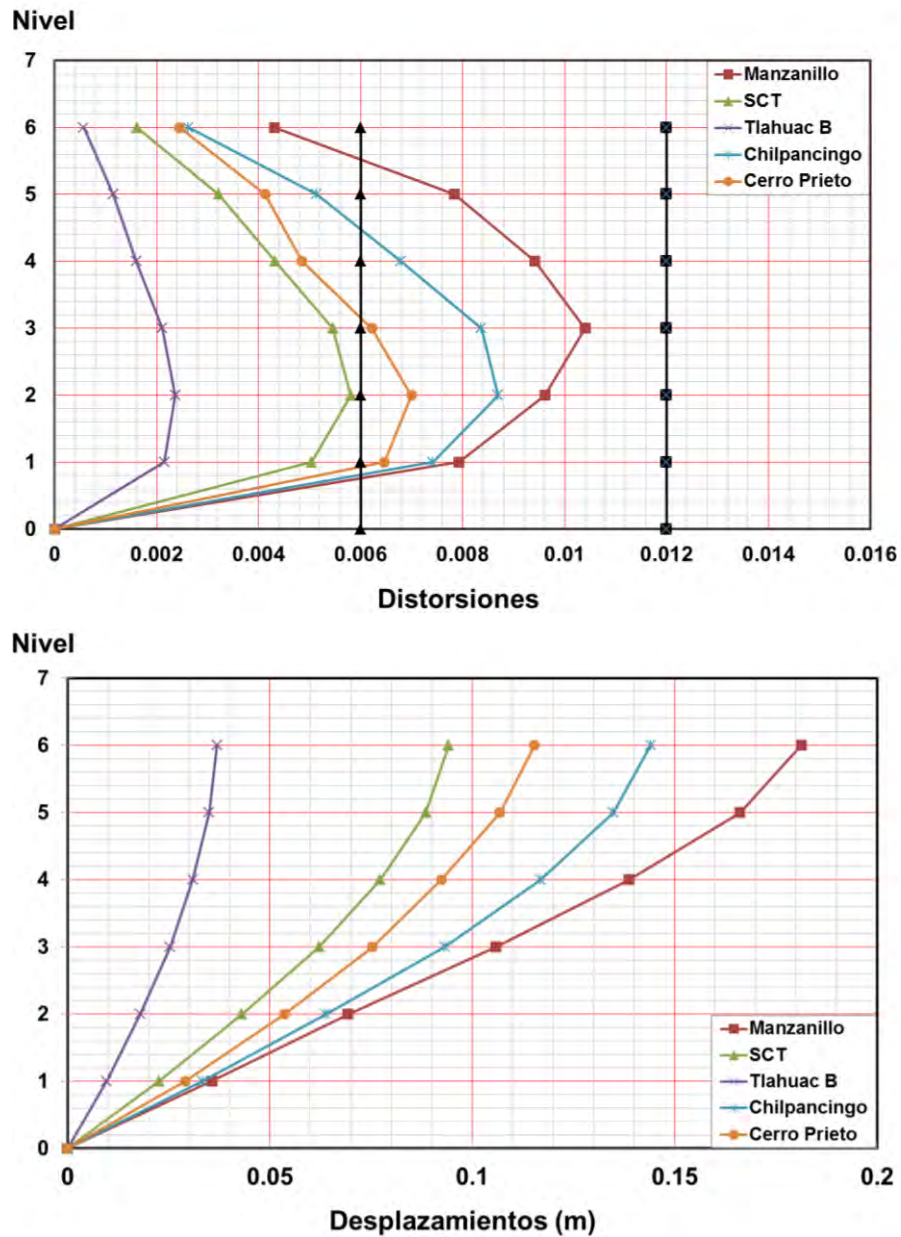 Nivel
7
6
5
4
3
2
1
0
Manzanillo
SCT
Tlahuac B
Chilpancingo
Cerro Prieto
0 0.002 0.004 0.006 0.008 0.01 0.012 0.014 0.016
Distorsiones
Nivel
7
6
5
4
3
2
1
0
Manzanillo
SCT
Tlahuac B
Chilpancingo
Cerro Prieto
0 0.05 0.1 0.15 0.2
Desplazamientos (m)